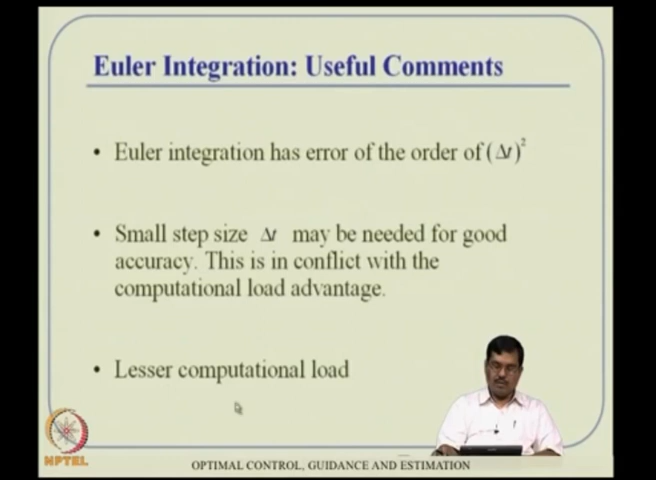 Euler Integration: Useful Comments
• Euler integration has error of the order of (Δt)²
• Small step size Δt may be needed for good
accuracy. This is in conflict with the
computational load advantage.
• Lesser computational load
NPTEL
OPTIMAL CONTROL, GUIDANCE AND ESTIMATION